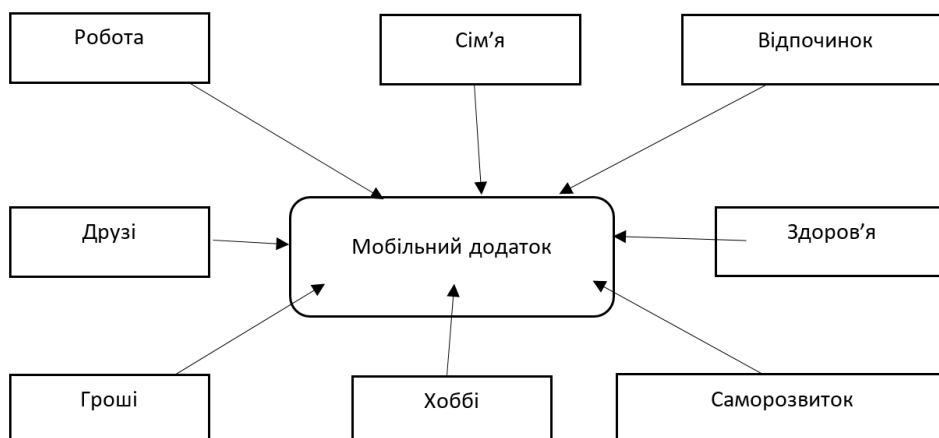 Робота
Сім’я
Відпочинок
Друзі
Мобільний додаток
Здоров’я
Гроші
Хоббі
Саморозвиток